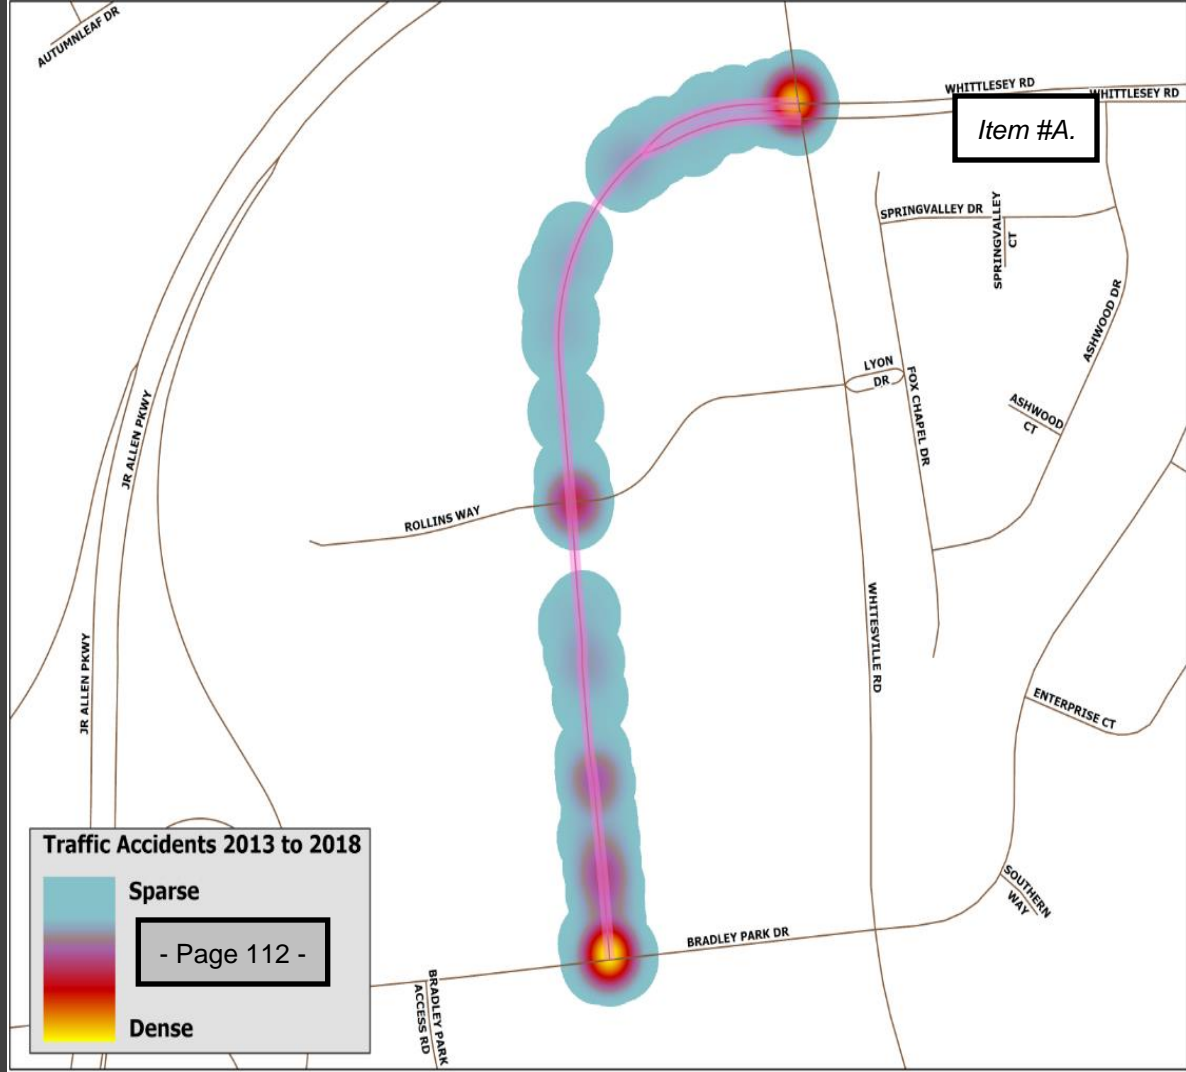 AUTUMNLEAF DR
WHITTLESEY RD
WHITTLESEY RD
Item #A.
SPRINGVALLEY DR
SPRINGVALLEY
CT
ASHWOOD DR
LYON
DR
FOX CHAPEL DR
ASHWOOD
CT
JR ALLEN PKWY
ROLLINS WAY
WHITESVILLE RD
JR ALLEN PKWY
ENTERPRISE CT
SOUTHERN
WAY
BRADLEY PARK DR
BRADLEY PARK
ACCESS RD
Traffic Accidents 2013 to 2018
Sparse
- Page 112 -
Dense